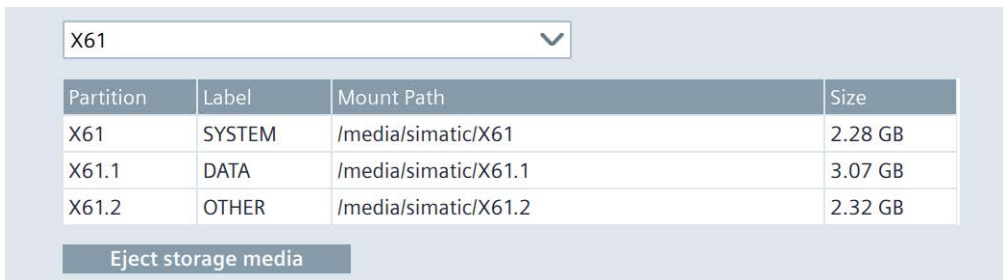 X61
Partition Label Mount Path Size
X61 SYSTEM /media/simatic/X61 2.28 GB
X61.1 DATA /media/simatic/X61.1 3.07 GB
X61.2 OTHER /media/simatic/X61.2 2.32 GB
Eject storage media